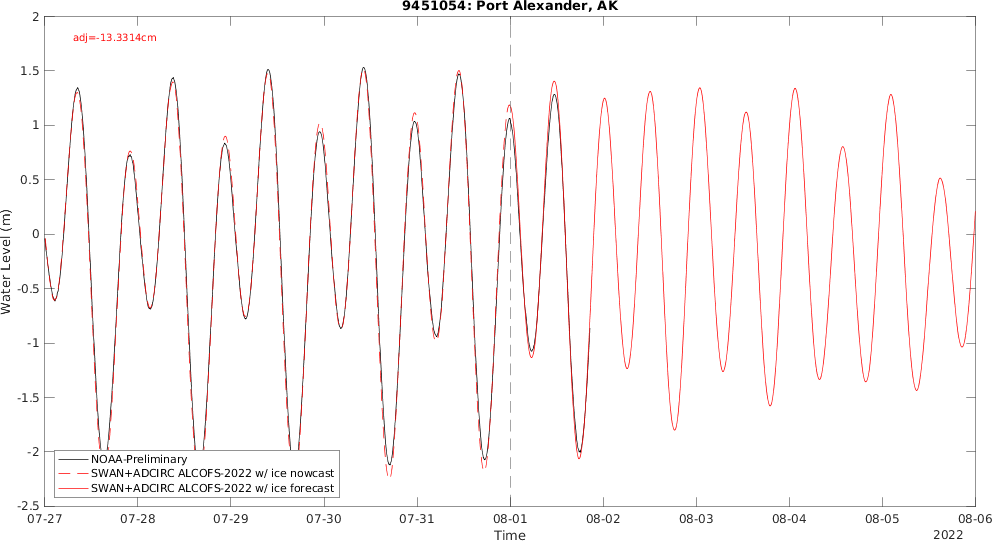 9451054: Port Alexander, AK
adj=-13.3314cm
2
1.5
1
0.5
0
-0.5
-1
-1.5
-2
-2.5
Water Level (m)
NOAA-Preliminary
SWAN+ADCIRC ALCOFS-2022 w/ ice nowcast
SWAN+ADCIRC ALCOFS-2022 w/ ice forecast
07-27 07-28 07-29 07-30 07-31 08-01 08-02 08-03 08-04 08-05 08-06
Time
2022